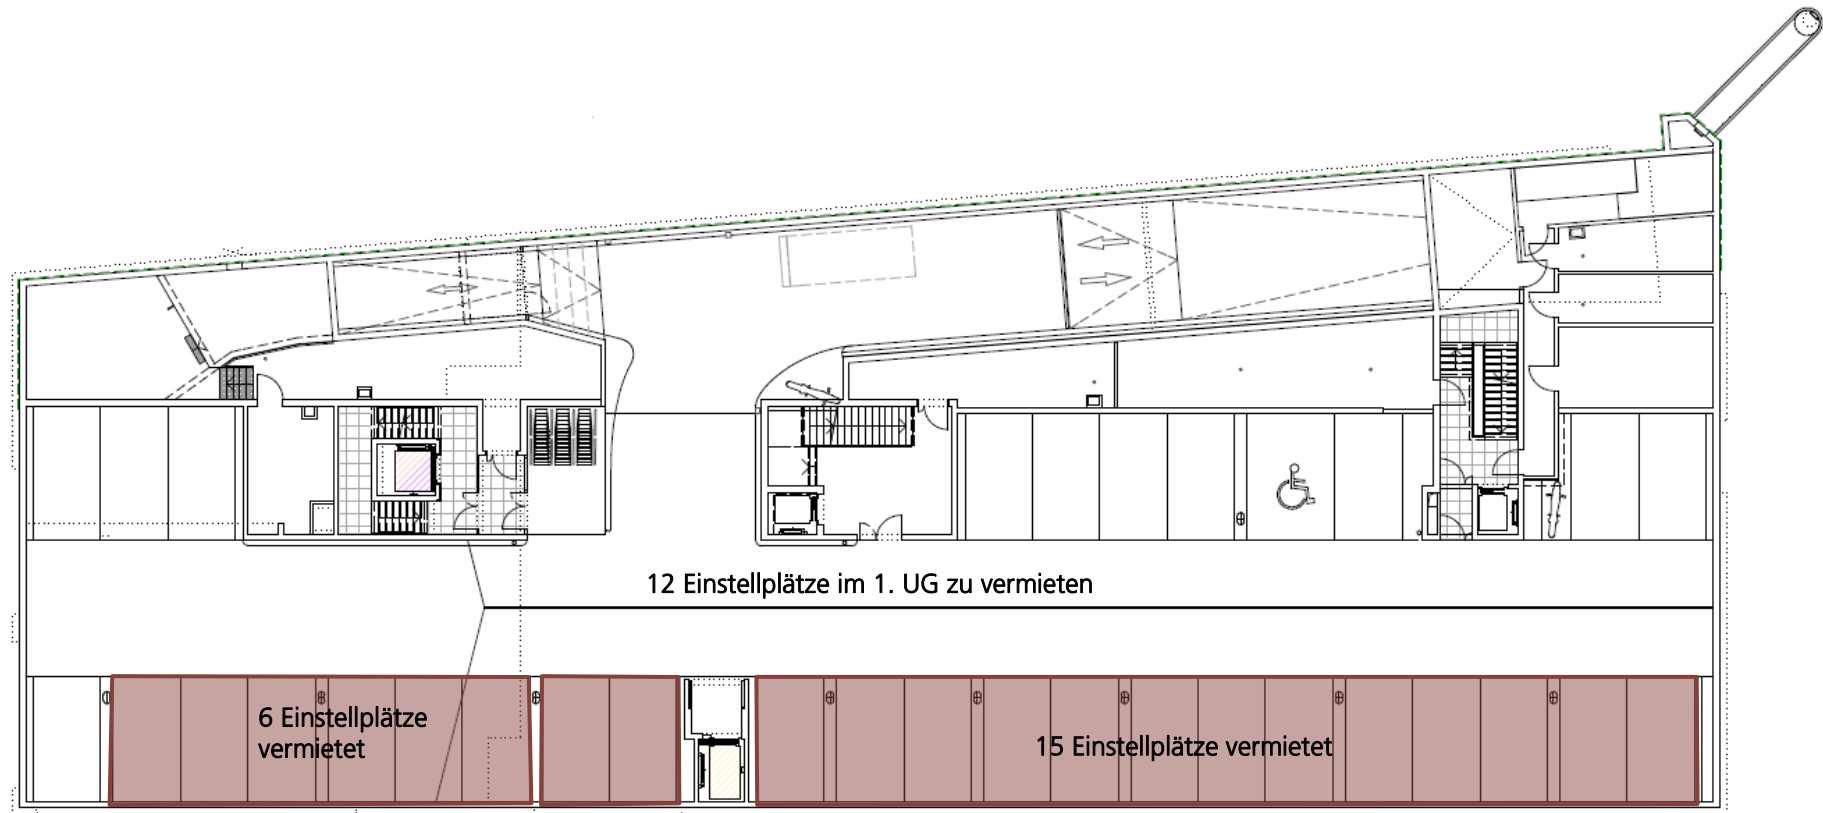 12 Einstellplätze im 1. UG zu vermieten
6 Einstellplätze
vermietet
15 Einstellplätze vermietet